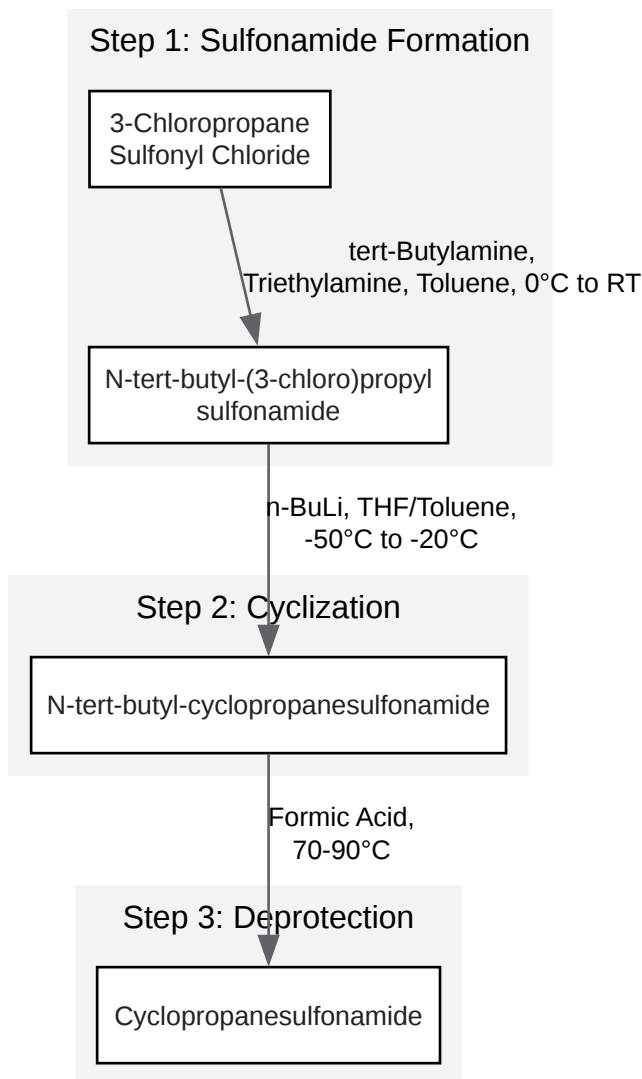 Step 1: Sulfonamide Formation
3-Chloropropane
Sulfonyl Chloride
tert-Butylamine,
Triethylamine, Toluene, 0°C to RT
N-tert-butyl-(3-chloro)propyl
sulfonamide
n-BuLi, THF/Toluene,
-50°C to -20°C
Step 2: Cyclization
N-tert-butyl-cyclopropanesulfonamide
Formic Acid,
70-90°C
Step 3: Deprotection
Cyclopropanesulfonamide